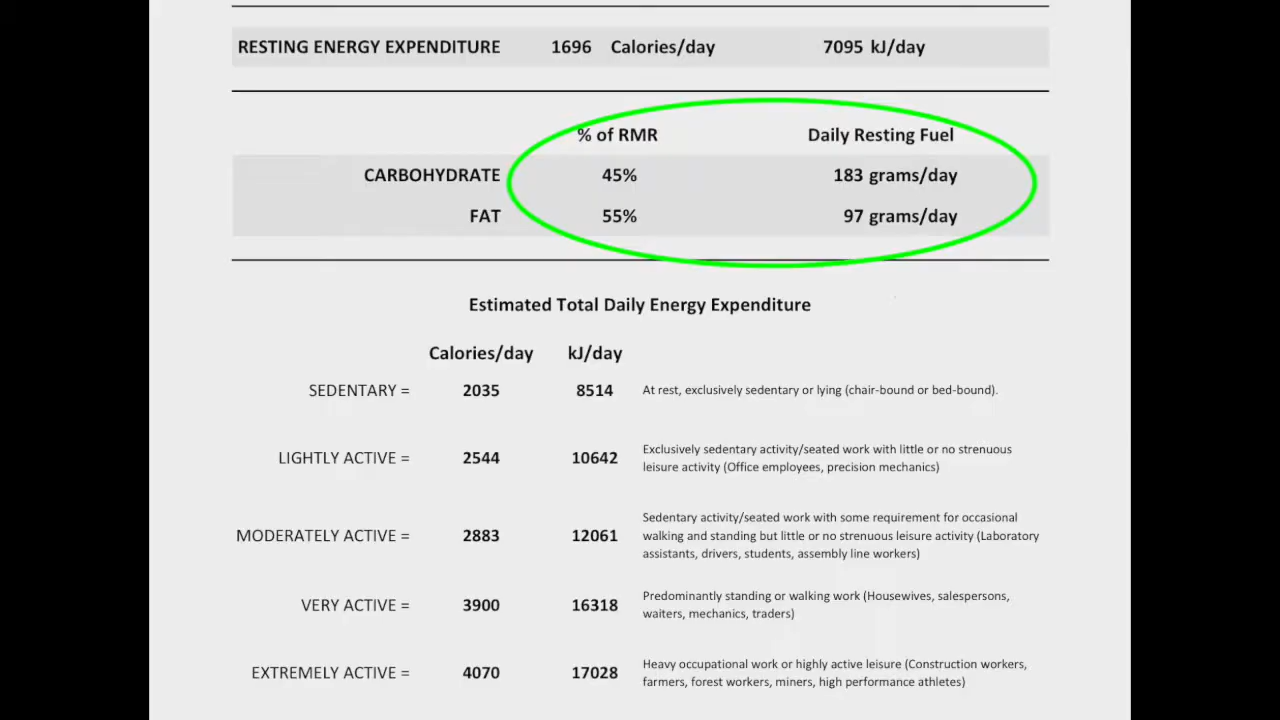 RESTING ENERGY EXPENDITURE 1696 Calories/day 7095 kJ/day
% of RMR Daily Resting Fuel
CARBOHYDRATE 45% 183 grams/day
FAT 55% 97 grams/day
Estimated Total Daily Energy Expenditure
Calories/day kJ/day
SEDENTARY = 2035 8514 At rest, exclusively sedentary or lying (chair-bound or bed-bound).
LIGHTLY ACTIVE = 2544 10642 Exclusively sedentary activity/seated work with little or no strenuous
leisure activity (Office employees, precision mechanics)
Sedentary activity/seated work with some requirement for occasional
MODERATELY ACTIVE = 2883 12061 walking and standing but little or no strenuous leisure activity (Laboratory
assistants, drivers, students, assembly line workers)
VERY ACTIVE = 3900 16318 Predominantly standing or walking work (Housewives, salespersons,
waiters, mechanics, traders)
EXTREMELY ACTIVE = 4070 17028 Heavy occupational work or highly active leisure (Construction workers,
farmers, forest workers, miners, high performance athletes)